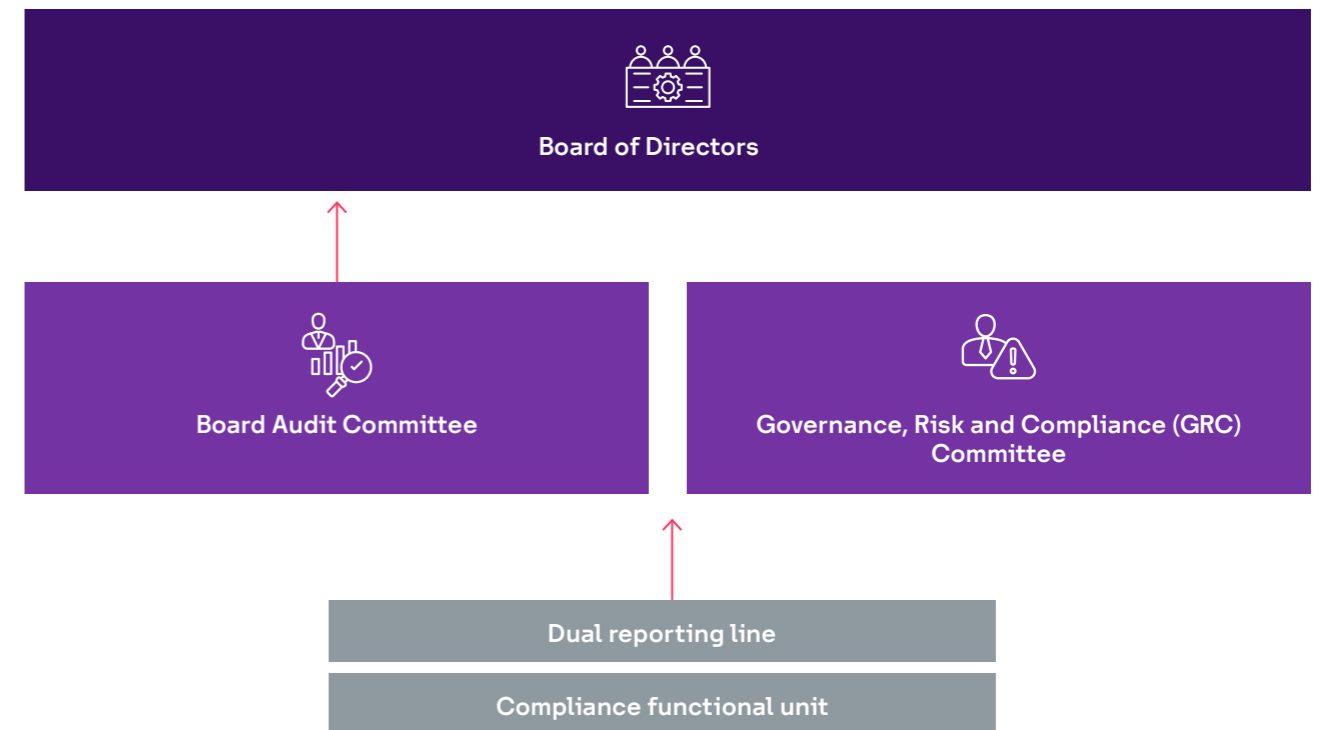 Board of Directors
Board Audit Committee
Governance, Risk and Compliance (GRC)
Committee
Dual reporting line
Compliance functional unit